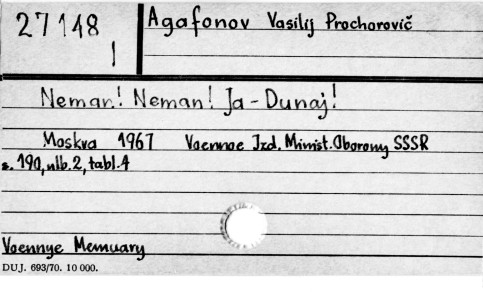 27148
1
Agafonov Vasilij Prochorovič
Neman! Neman! Ja - Dunaj!
Moskva 1967 Voennoe Izd. Minist. Oborony SSSR
s. 190, nlb. 2, tabl. 4
Voennye Memuary
DUJ. 693/70. 10 000.